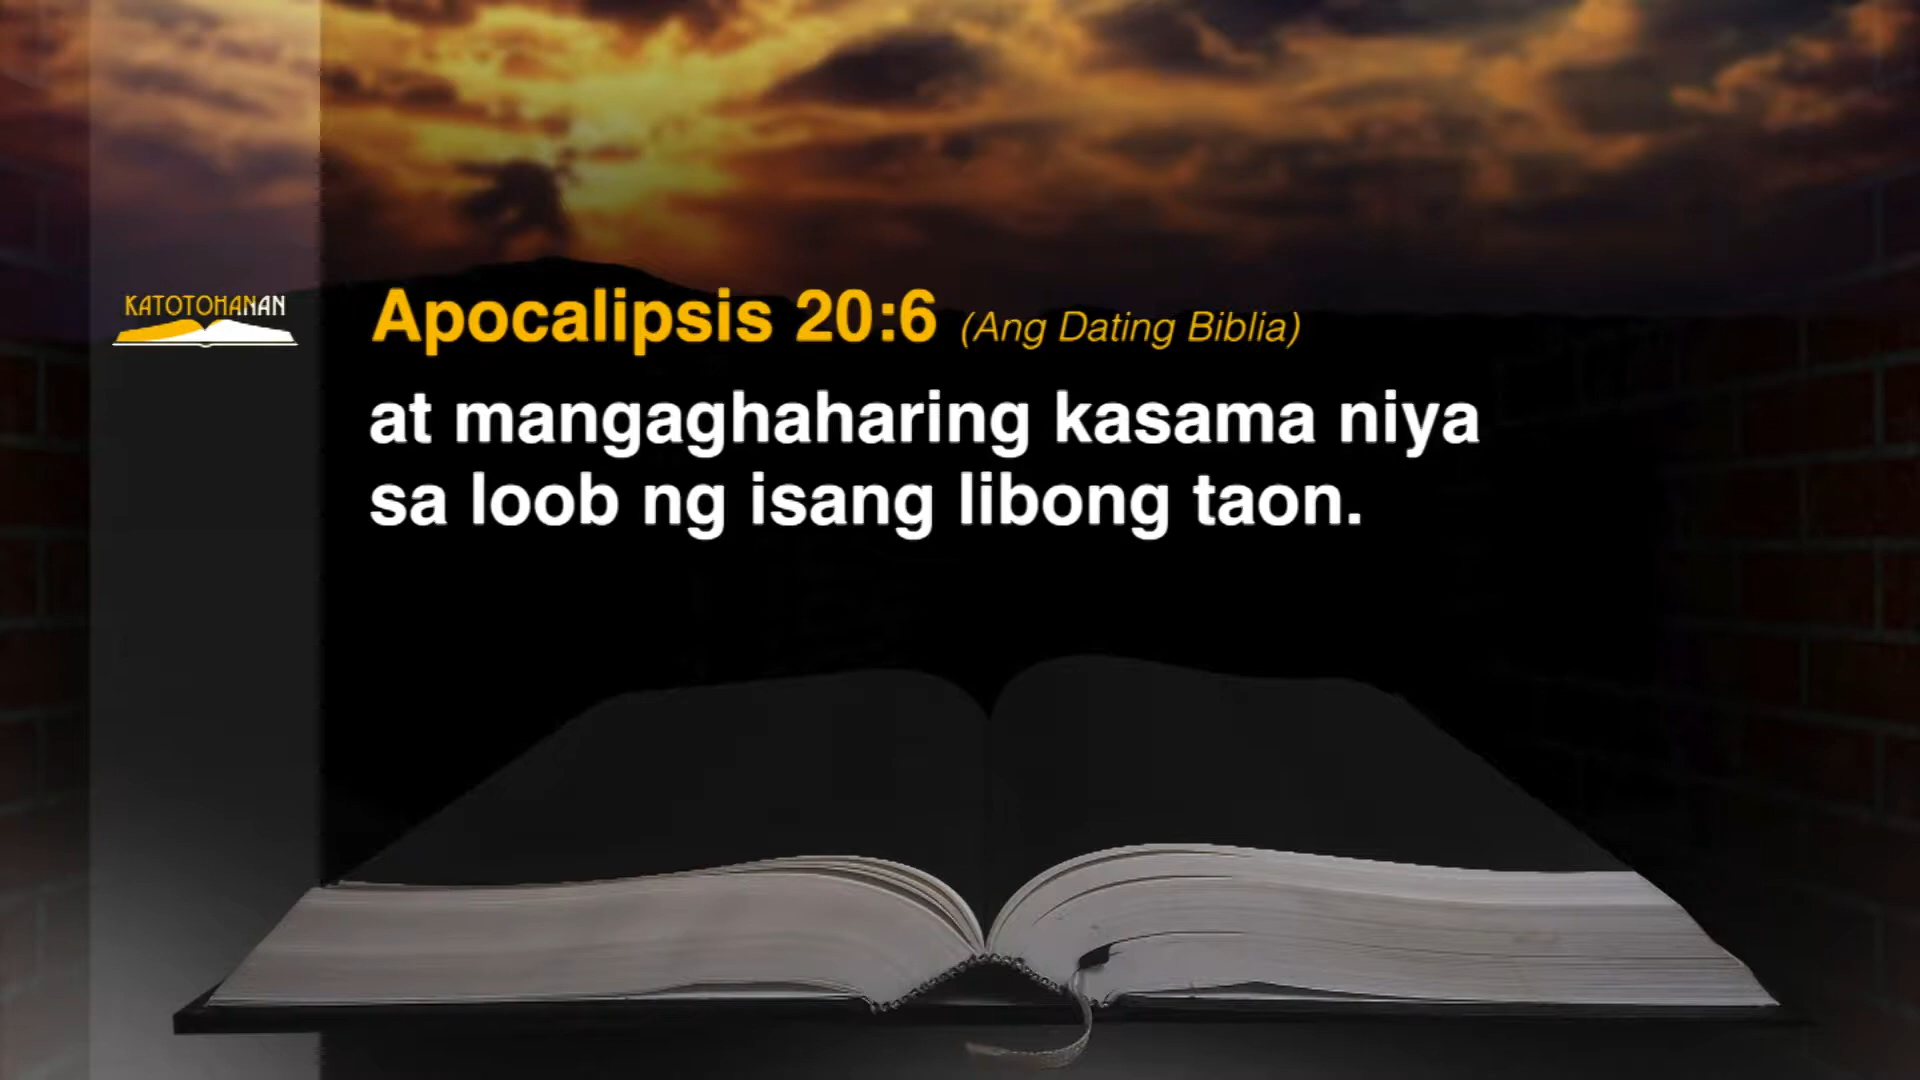 KATOTOHANAN
Apocalipsis 20:6 (Ang Dating Biblia)
at mangaghaharing kasama niya
sa loob ng isang libong taon.